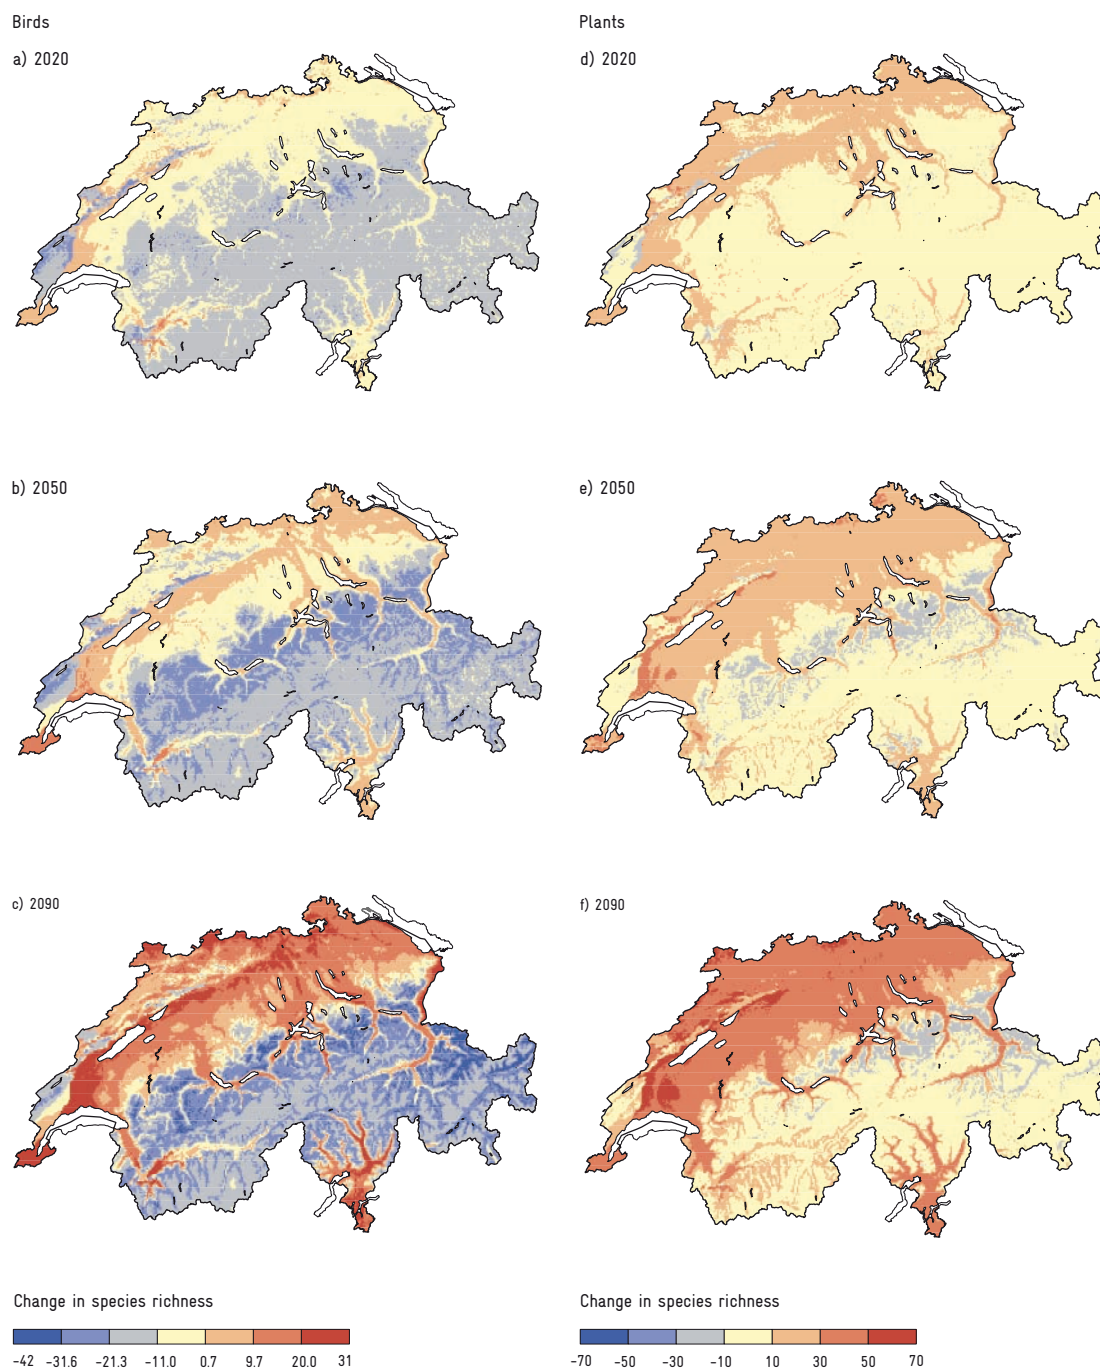 Birds
Plants
a) 2020
d) 2020
b) 2050
e) 2050
c) 2090
f) 2090
Change in species richness
-42 -31.6 -21.3 -11.0 0.7 9.7 20.0 31
Change in species richness
-70 -50 -30 -10 10 30 50 70